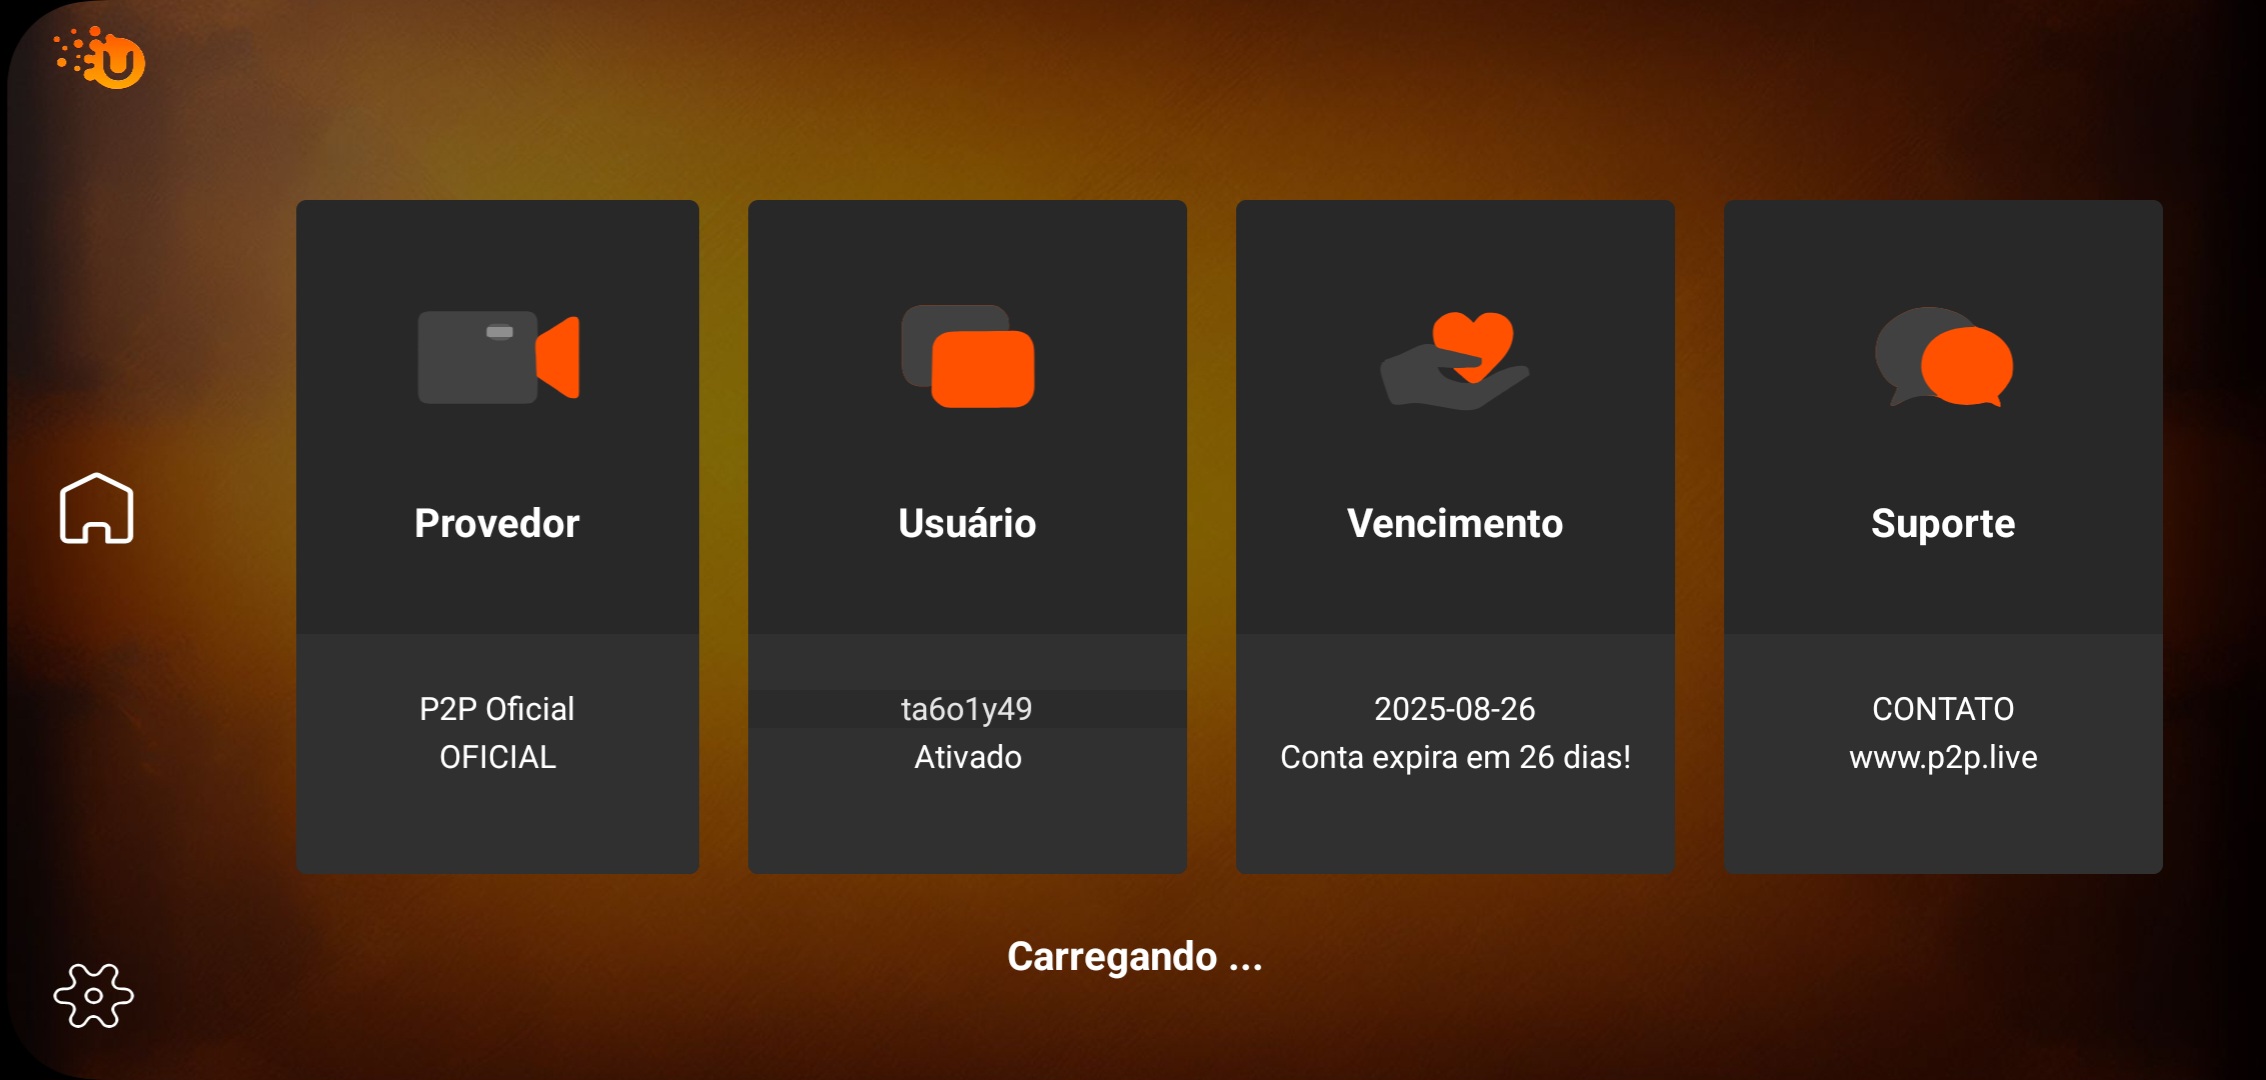 U
Provedor
P2P Oficial
OFICIAL
Usuário
ta6o1y49
Ativado
Vencimento
2025-08-26
Conta expira em 26 dias!
Suporte
CONTATO
www.p2p.live
Carregando ...